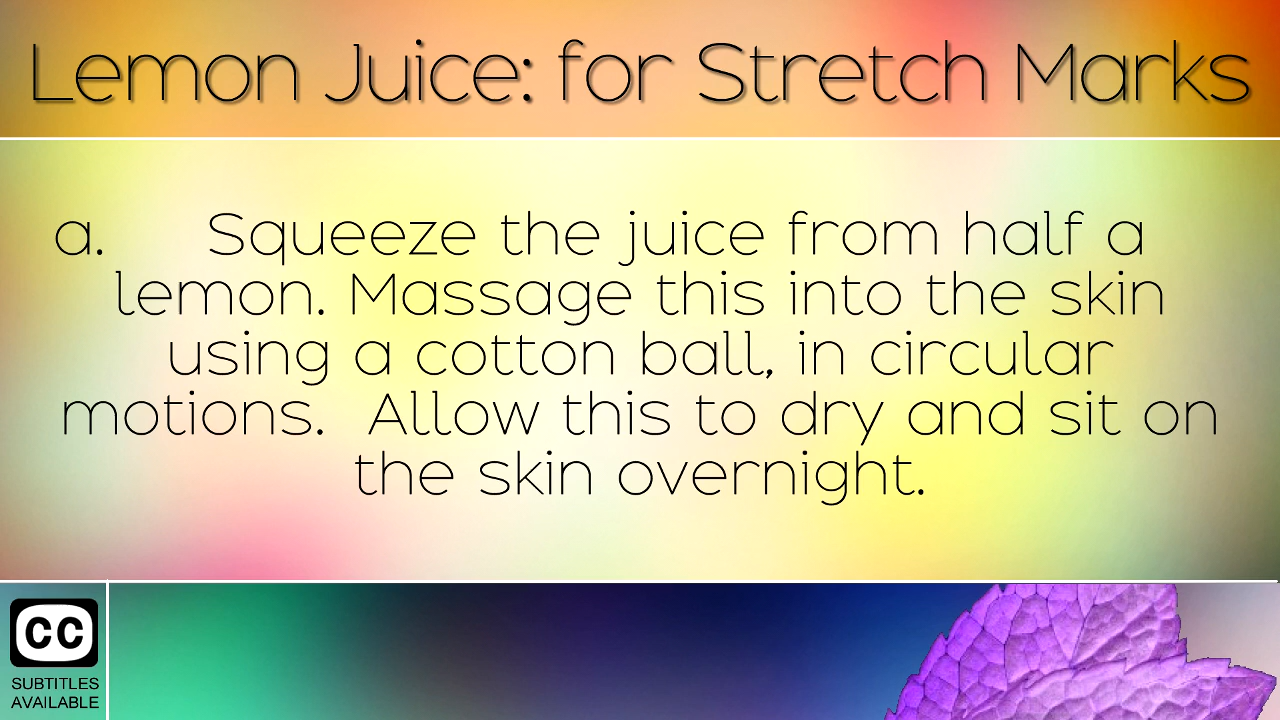 Lemon Juice: for Stretch Marks
a. Squeeze the juice from half a
lemon. Massage this into the skin
using a cotton ball, in circular
motions. Allow this to dry and sit on
the skin overnight.
CC
SUBTITLES
AVAILABLE